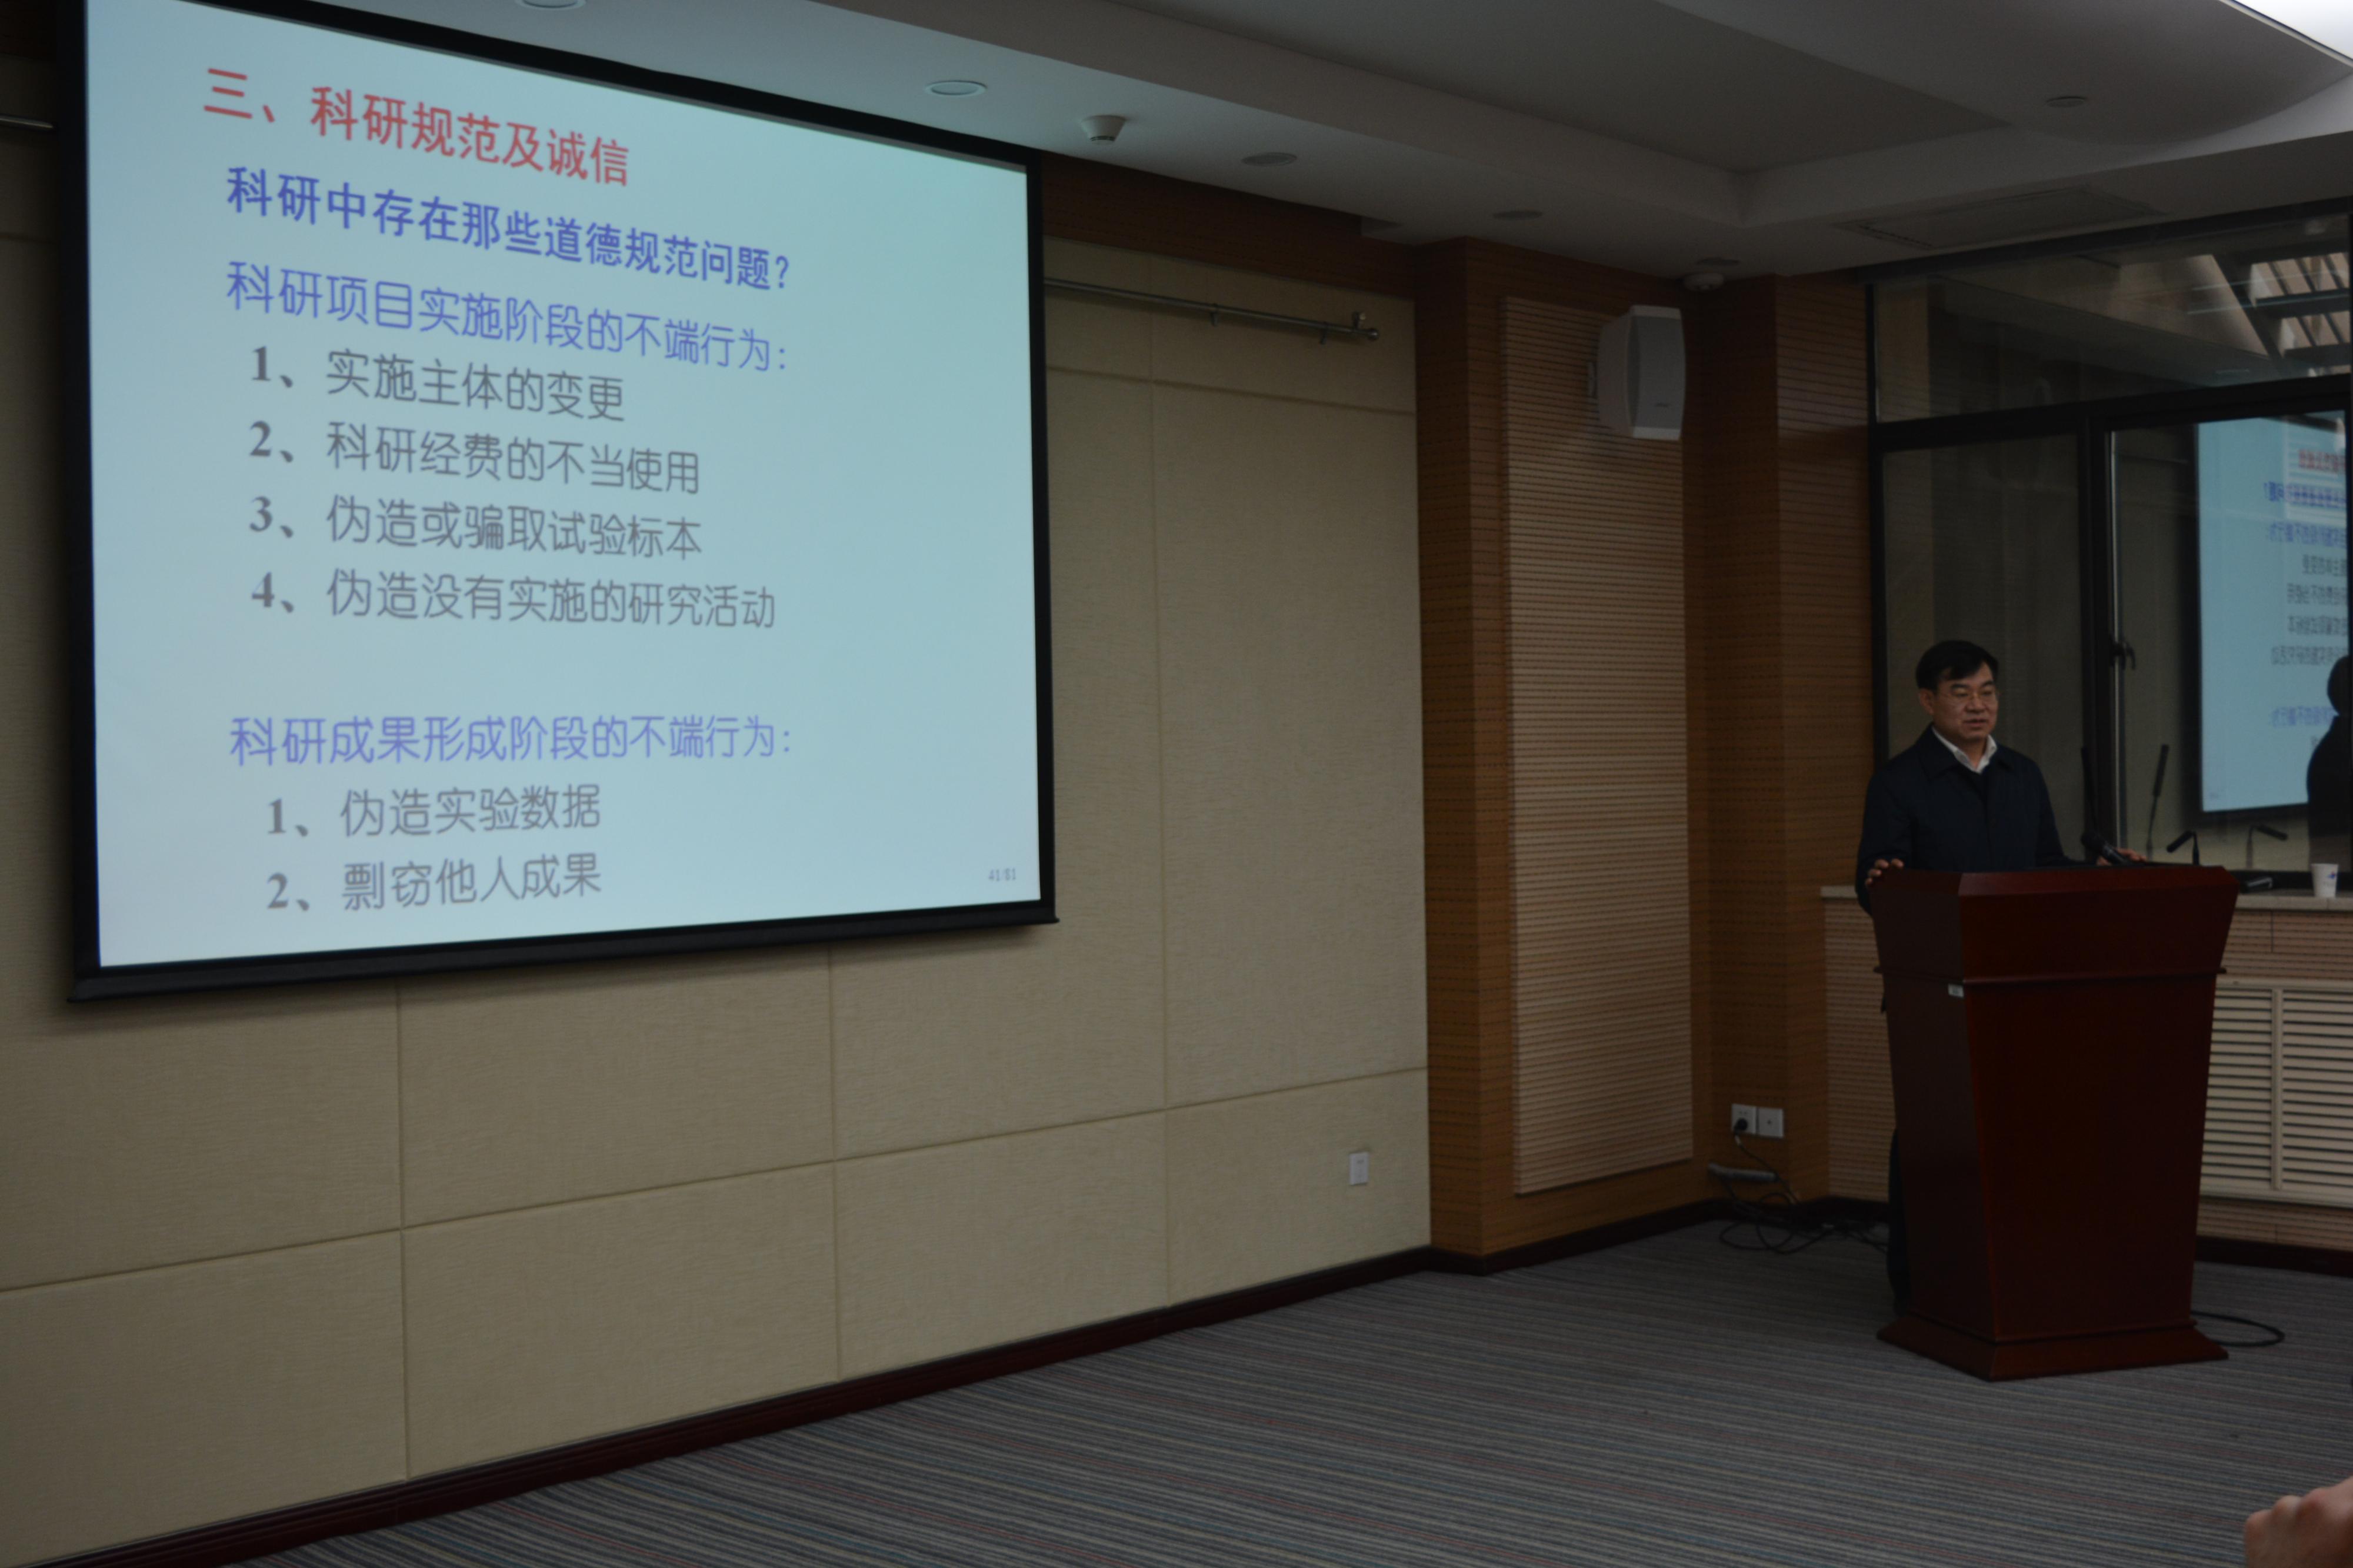 三、科研规范及诚信
科研中存在那些道德规范问题?
科研项目实施阶段的不端行为:
1、实施主体的变更
2、科研经费的不当使用
3、伪造或骗取试验标本
4、伪造没有实施的研究活动
科研成果形成阶段的不端行为:
1、伪造实验数据
2、剽窃他人成果